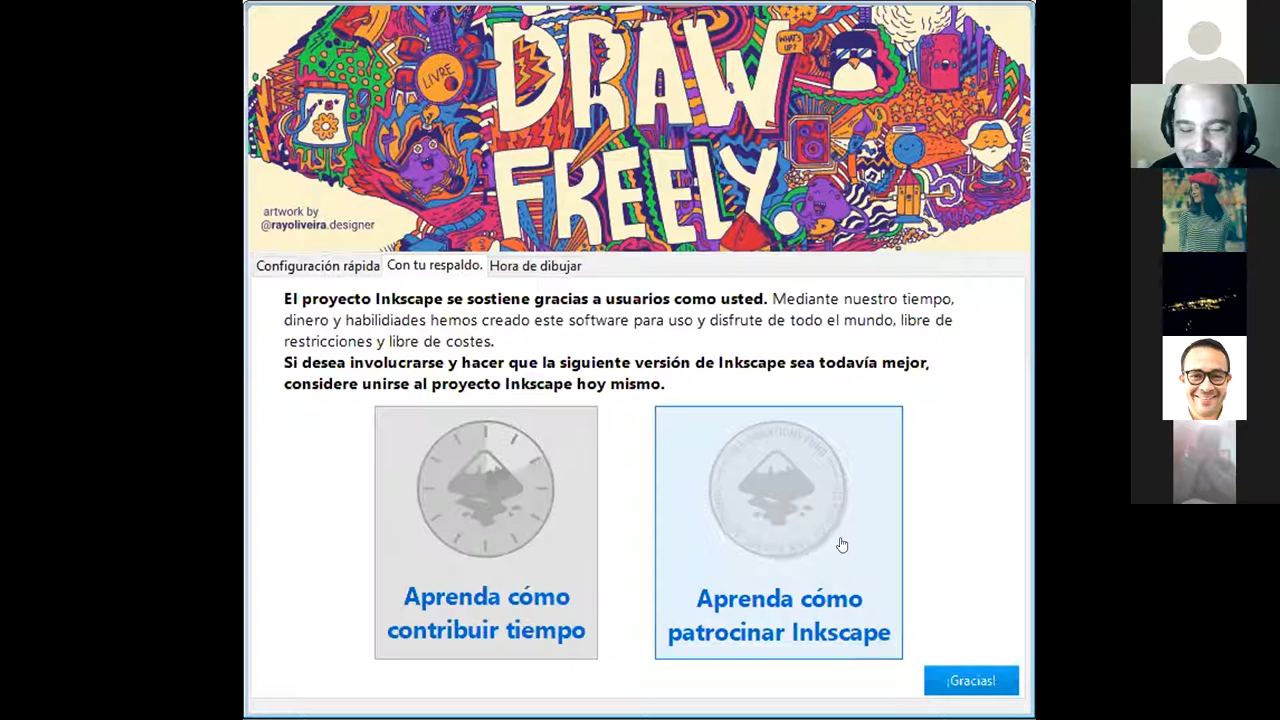 DRAW
FREELY
WHAT'S
UP?
LIVRE
artwork by
@rayoliveira.designer
Configuración rápida
Con tu respaldo.
Hora de dibujar
El proyecto Inkscape se sostiene gracias a usuarios como usted. Mediante nuestro tiempo,
dinero y habilidiades hemos creado este software para uso y disfrute de todo el mundo, libre de
restricciones y libre de costes.
Si desea involucrarse y hacer que la siguiente versión de Inkscape sea todavía mejor,
considere unirse al proyecto Inkscape hoy mismo.
Aprenda cómo
contribuir tiempo
Aprenda cómo
patrocinar Inkscape
¡Gracias!